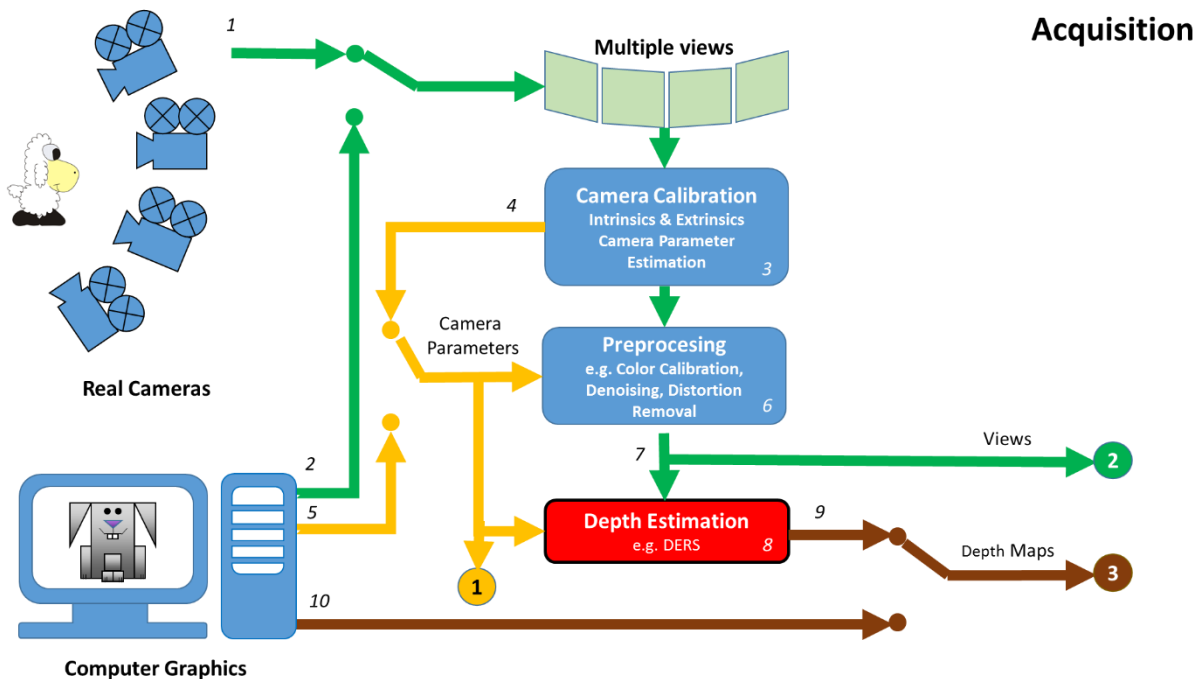 Acquisition
1
Multiple views
Camera Calibration
Intrinsics & Extrinsics
Camera Parameter
Estimation
3
4
Camera
Parameters
Preprocesing
e.g. Color Calibration,
Denoising, Distortion
Removal
6
Real Cameras
7
Views
2
2
5
Depth Estimation
e.g. DERS
8
9
Depth Maps
3
1
10
Computer Graphics